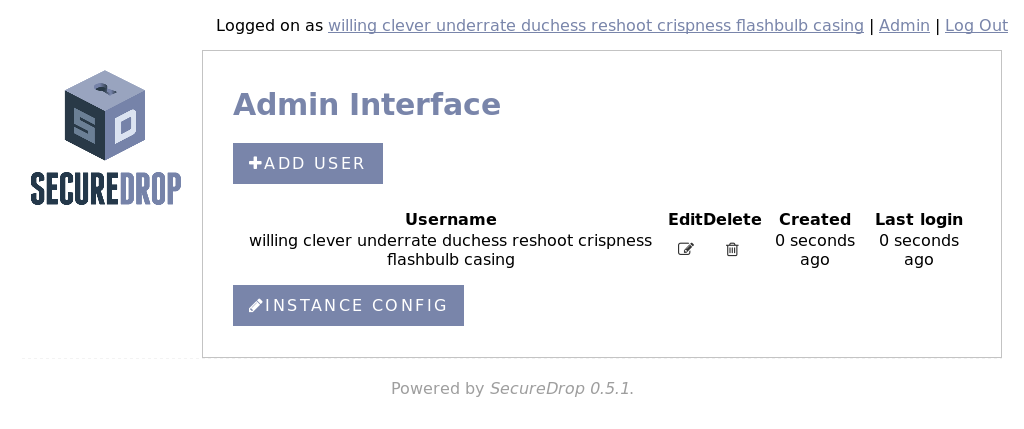 Logged on as willing clever underrate duchess reshoot crispness flashbulb casing | Admin | Log Out
SD
SECUREDROP
Admin Interface
ADD USER
Username Edit Delete Created Last login
willing clever underrate duchess reshoot crispness flashbulb casing 0 seconds ago 0 seconds ago
INSTANCE CONFIG
Powered by SecureDrop 0.5.1.